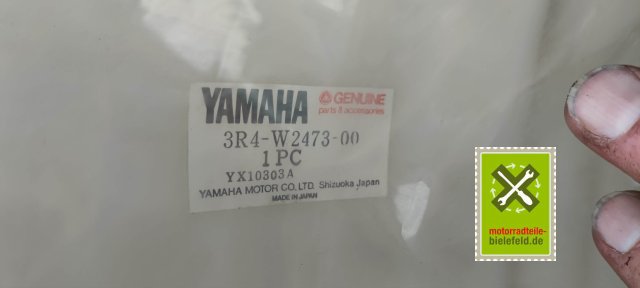 YAMAHA
GENUINE
parts & accessories
3R4-W2473-00
1 PC
YX10303A
YAMAHA MOTOR CO., LTD. Shizuoka Japan
MADE IN JAPAN
motorradteile-
bielefeld.de